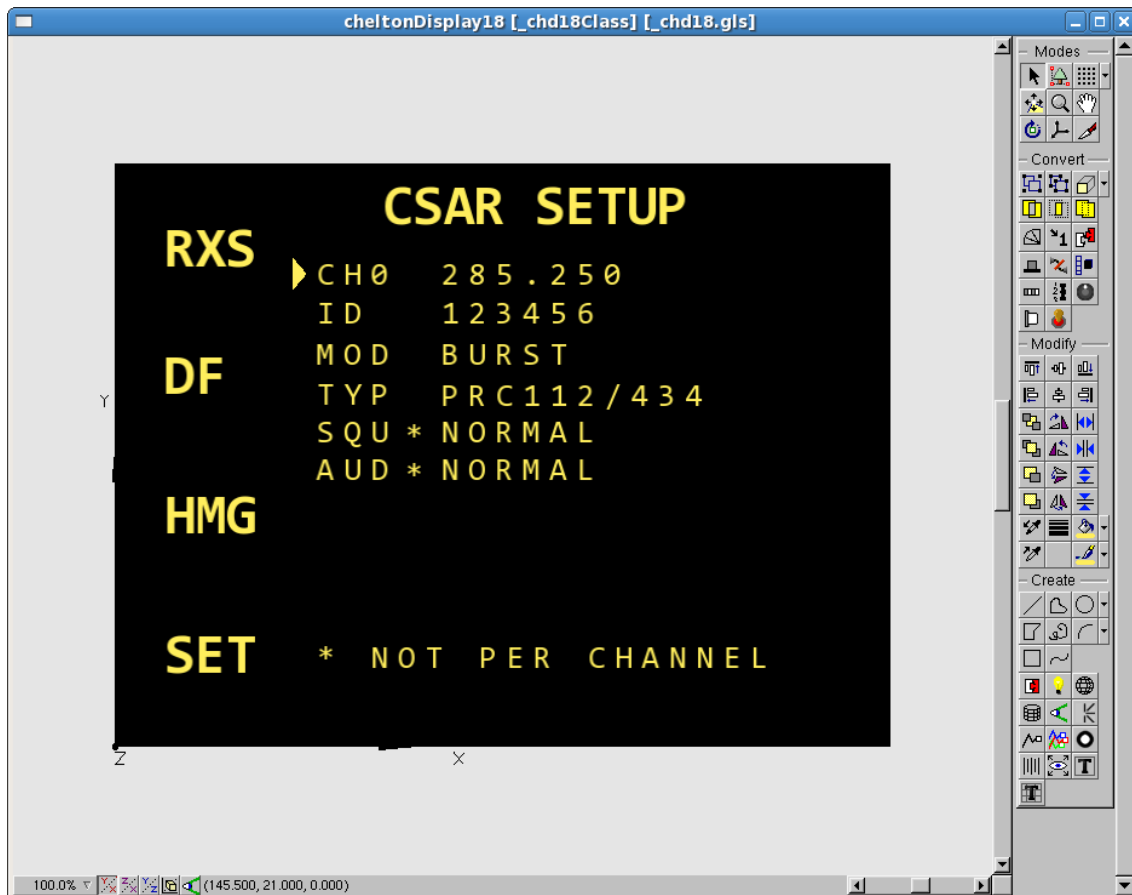 cheltonDisplay18 [_chd18Class] [_chd18.gls]
Modes
Convert
Modify
Create
CSAR SETUP
RXS
CH0 285.250
ID 123456
MOD BURST
DF
TYP PRC112/434
SQU * NORMAL
AUD * NORMAL
HMG
SET
* NOT PER CHANNEL
Y
Z
X
100.0% (145.500, 21.000, 0.000)